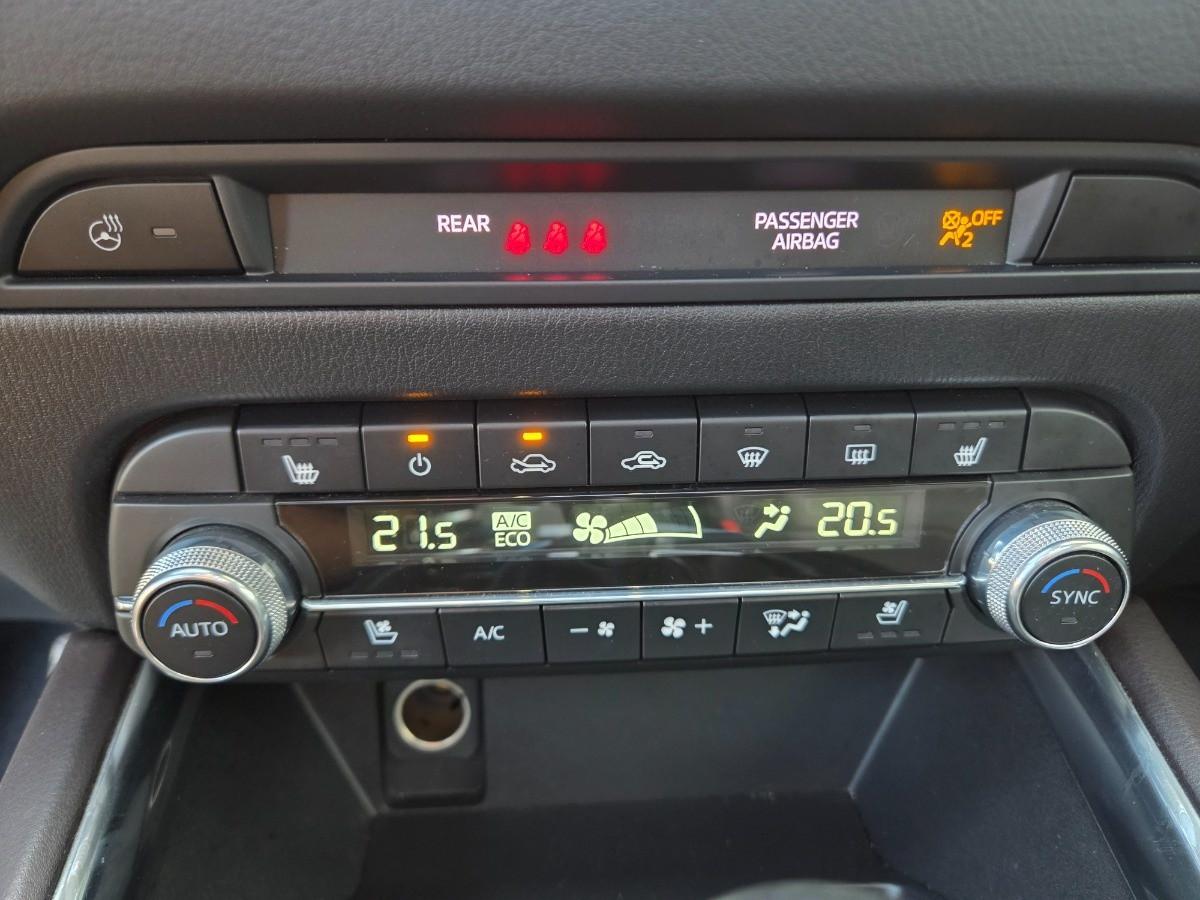 REAR
PASSENGER
AIRBAG
OFF
2
21.5
A/C
ECO
20.5
AUTO
SYNC
A/C
- +